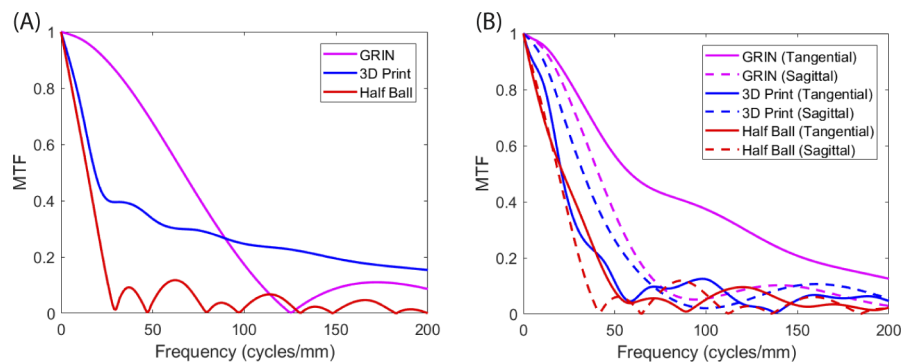 (A)
1
0.8
0.6
0.4
0.2
0
MTF
0
50
100
150
200
Frequency (cycles/mm)
GRIN
3D Print
Half Ball
(B)
1
0.8
0.6
0.4
0.2
0
MTF
0
50
100
150
200
Frequency (cycles/mm)
GRIN (Tangential)
GRIN (Sagittal)
3D Print (Tangential)
3D Print (Sagittal)
Half Ball (Tangential)
Half Ball (Sagittal)